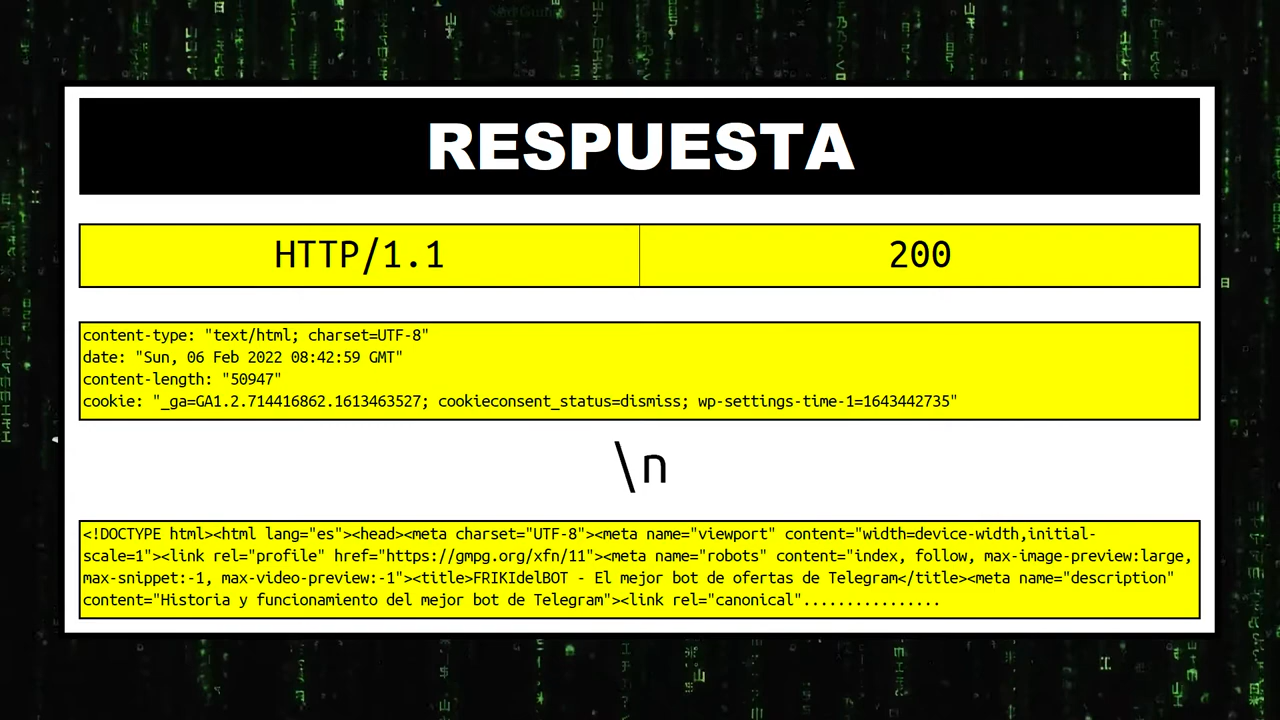 RESPUESTA
HTTP/1.1 200
content-type: "text/html; charset=UTF-8"
date: "Sun, 06 Feb 2022 08:42:59 GMT"
content-length: "50947"
cookie: "_ga=GA1.2.714416862.1613463527; cookieconsent_status=dismiss; wp-settings-time-1=1643442735"
\n
<!DOCTYPE html><html lang="es"><head><meta charset="UTF-8"><meta name="viewport" content="width=device-width,initial-
scale=1"><link rel="profile" href="https://gmpg.org/xfn/11"><meta name="robots" content="index, follow, max-image-preview:large,
max-snippet:-1, max-video-preview:-1"><title>FRIKIdelBOT - El mejor bot de ofertas de Telegram</title><meta name="description"
content="Historia y funcionamiento del mejor bot de Telegram"><link rel="canonical"................